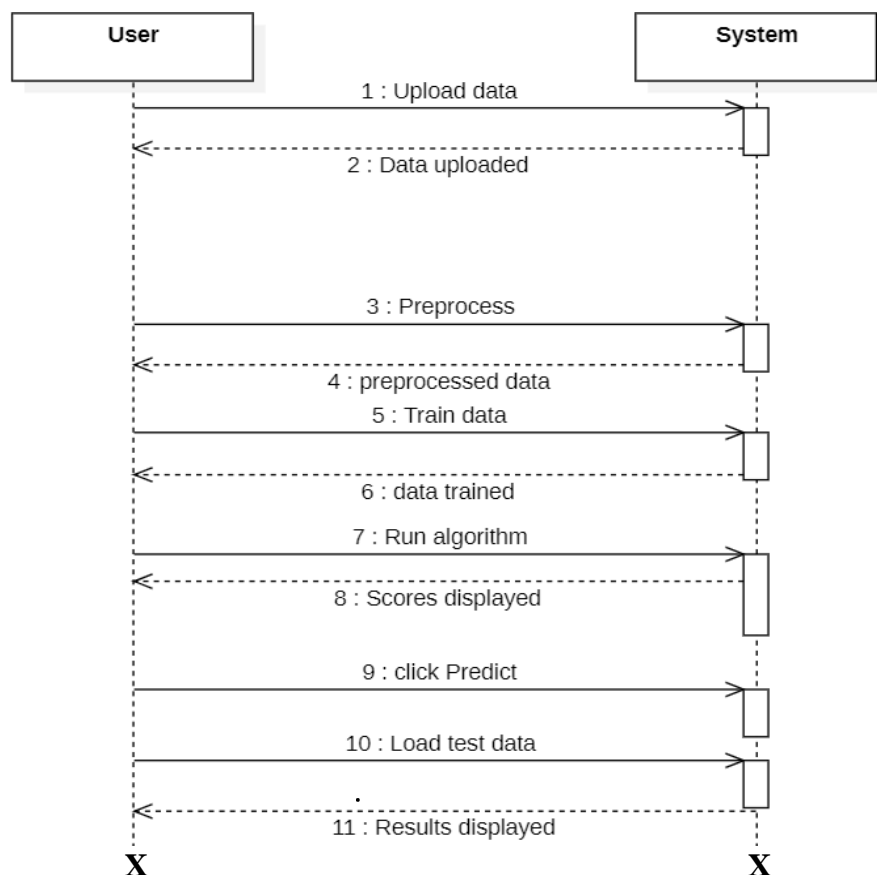 User
System
1 : Upload data
2 : Data uploaded
3 : Preprocess
4 : preprocessed data
5 : Train data
6 : data trained
7 : Run algorithm
8 : Scores displayed
9 : click Predict
10 : Load test data
.
11 : Results displayed
X
X